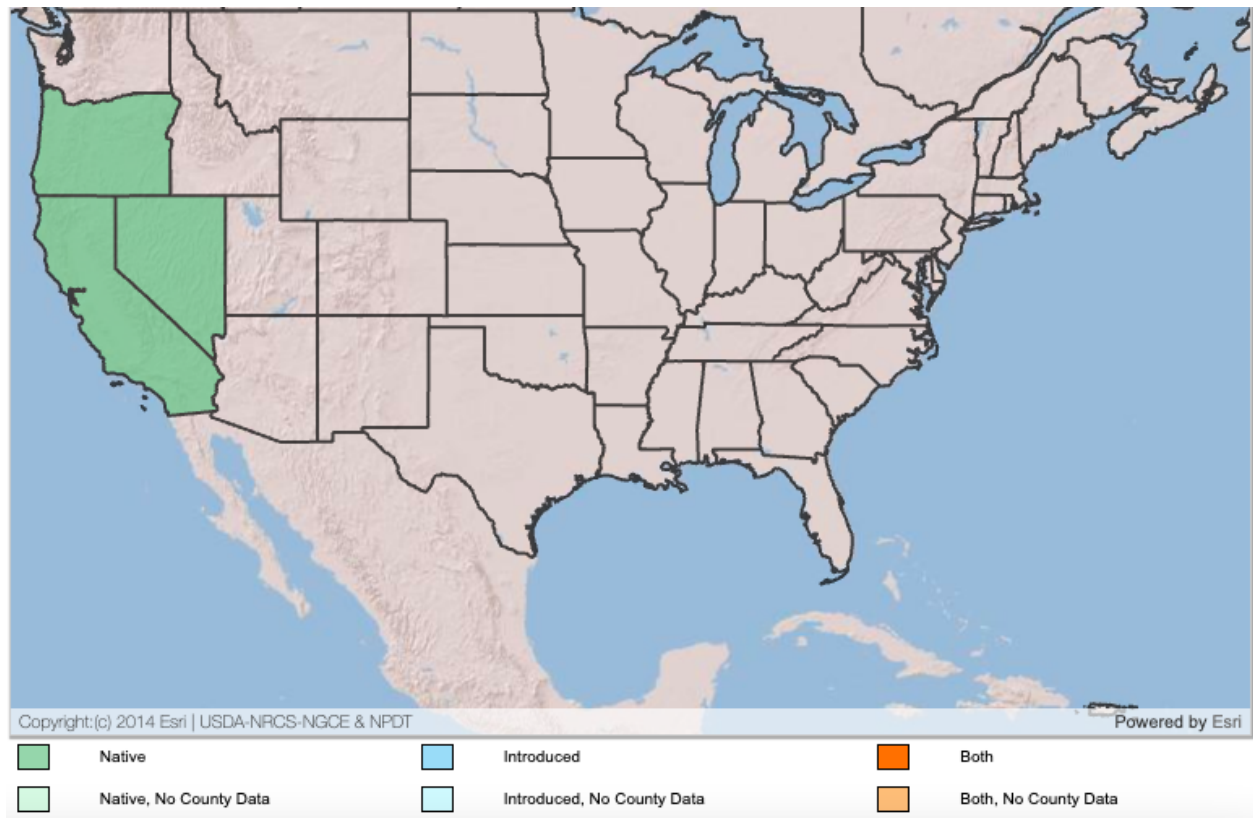 Copyright:(c) 2014 Esri | USDA-NRCS-NGCE & NPDT Powered by Esri
Native Introduced Both
Native, No County Data Introduced, No County Data Both, No County Data